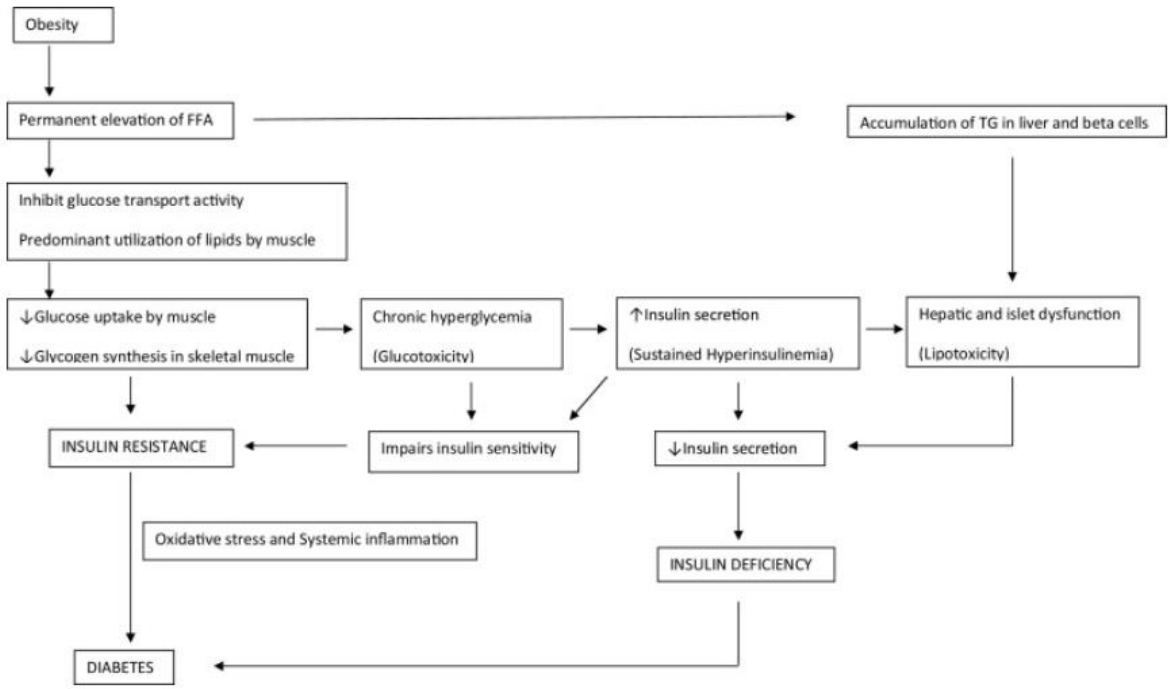 Obesity
Permanent elevation of FFA
Accumulation of TG in liver and beta cells
Inhibit glucose transport activity
Predominant utilization of lipids by muscle
↓Glucose uptake by muscle
↓Glycogen synthesis in skeletal muscle
Chronic hyperglycemia
(Glucotoxicity)
↑Insulin secretion
(Sustained Hyperinsulinemia)
Hepatic and islet dysfunction
(Lipotoxicity)
INSULIN RESISTANCE
Impairs insulin sensitivity
↓Insulin secretion
Oxidative stress and Systemic inflammation
INSULIN DEFICIENCY
DIABETES